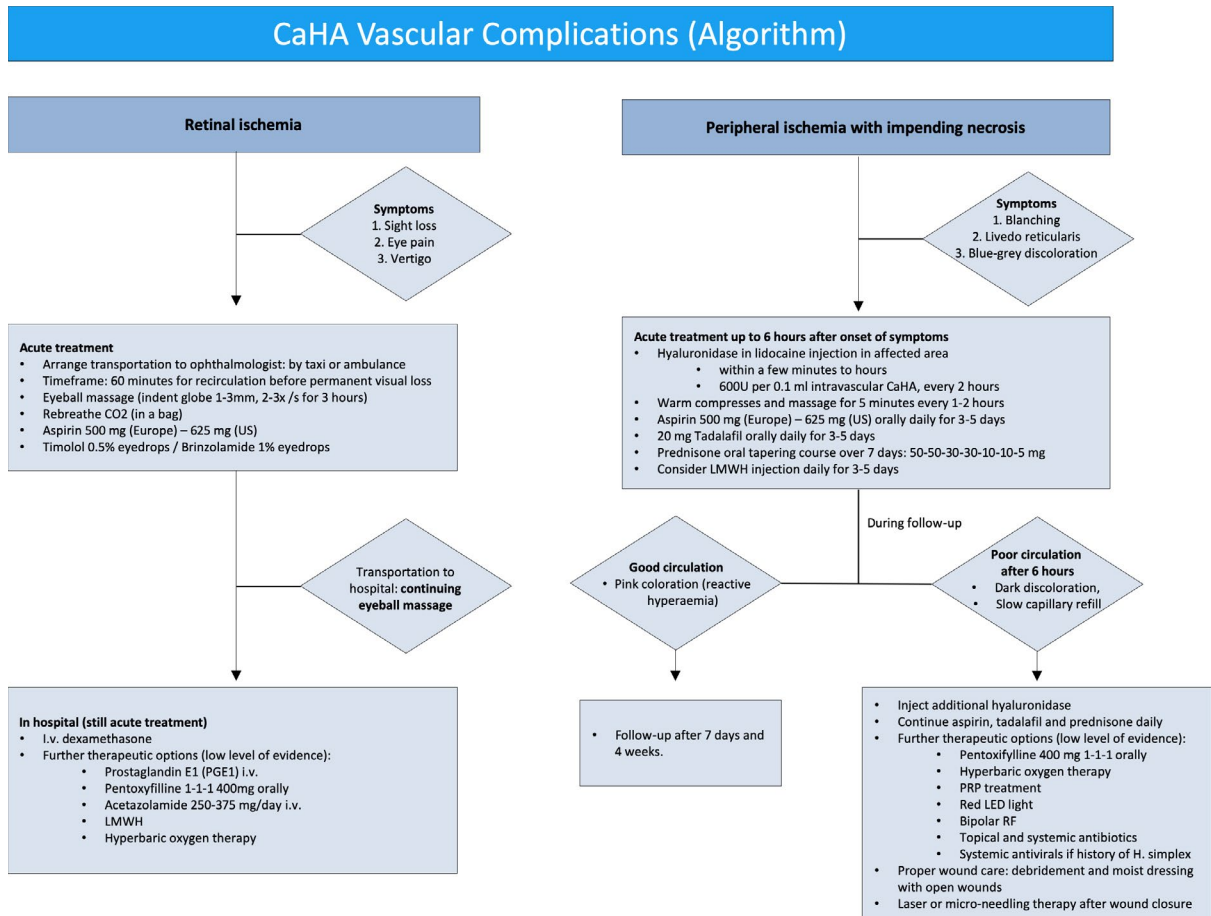 CaHA Vascular Complications (Algorithm)
Retinal ischemia
Symptoms
1. Sight loss
2. Eye pain
3. Vertigo
Acute treatment
• Arrange transportation to ophthalmologist: by taxi or ambulance
• Timeframe: 60 minutes for recirculation before permanent visual loss
• Eyeball massage (indent globe 1-3mm, 2-3x /s for 3 hours)
• Rebreathe CO2 (in a bag)
• Aspirin 500 mg (Europe) – 625 mg (US)
• Timolol 0.5% eyedrops / Brinzolamide 1% eyedrops
Transportation to
hospital: continuing
eyeball massage
In hospital (still acute treatment)
• I.v. dexamethasone
• Further therapeutic options (low level of evidence):
• Prostaglandin E1 (PGE1) i.v.
• Pentoxyfilline 1-1-1 400mg orally
• Acetazolamide 250-375 mg/day i.v.
• LMWH
• Hyperbaric oxygen therapy
Peripheral ischemia with impending necrosis
Symptoms
1. Blanching
2. Livedo reticularis
3. Blue-grey discoloration
Acute treatment up to 6 hours after onset of symptoms
• Hyaluronidase in lidocaine injection in affected area
• within a few minutes to hours
• 600U per 0.1 ml intravascular CaHA, every 2 hours
• Warm compresses and massage for 5 minutes every 1-2 hours
• Aspirin 500 mg (Europe) – 625 mg (US) orally daily for 3-5 days
• 20 mg Tadalafil orally daily for 3-5 days
• Prednisone oral tapering course over 7 days: 50-50-30-30-10-10-5 mg
• Consider LMWH injection daily for 3-5 days
During follow-up
Good circulation
• Pink coloration (reactive
hyperaemia)
Poor circulation
after 6 hours
• Dark discoloration,
• Slow capillary refill
• Follow-up after 7 days and
4 weeks.
• Inject additional hyaluronidase
• Continue aspirin, tadalafil and prednisone daily
• Further therapeutic options (low level of evidence):
• Pentoxifylline 400 mg 1-1-1 orally
• Hyperbaric oxygen therapy
• PRP treatment
• Red LED light
• Bipolar RF
• Topical and systemic antibiotics
• Systemic antivirals if history of H. simplex
• Proper wound care: debridement and moist dressing
with open wounds
• Laser or micro-needling therapy after wound closure